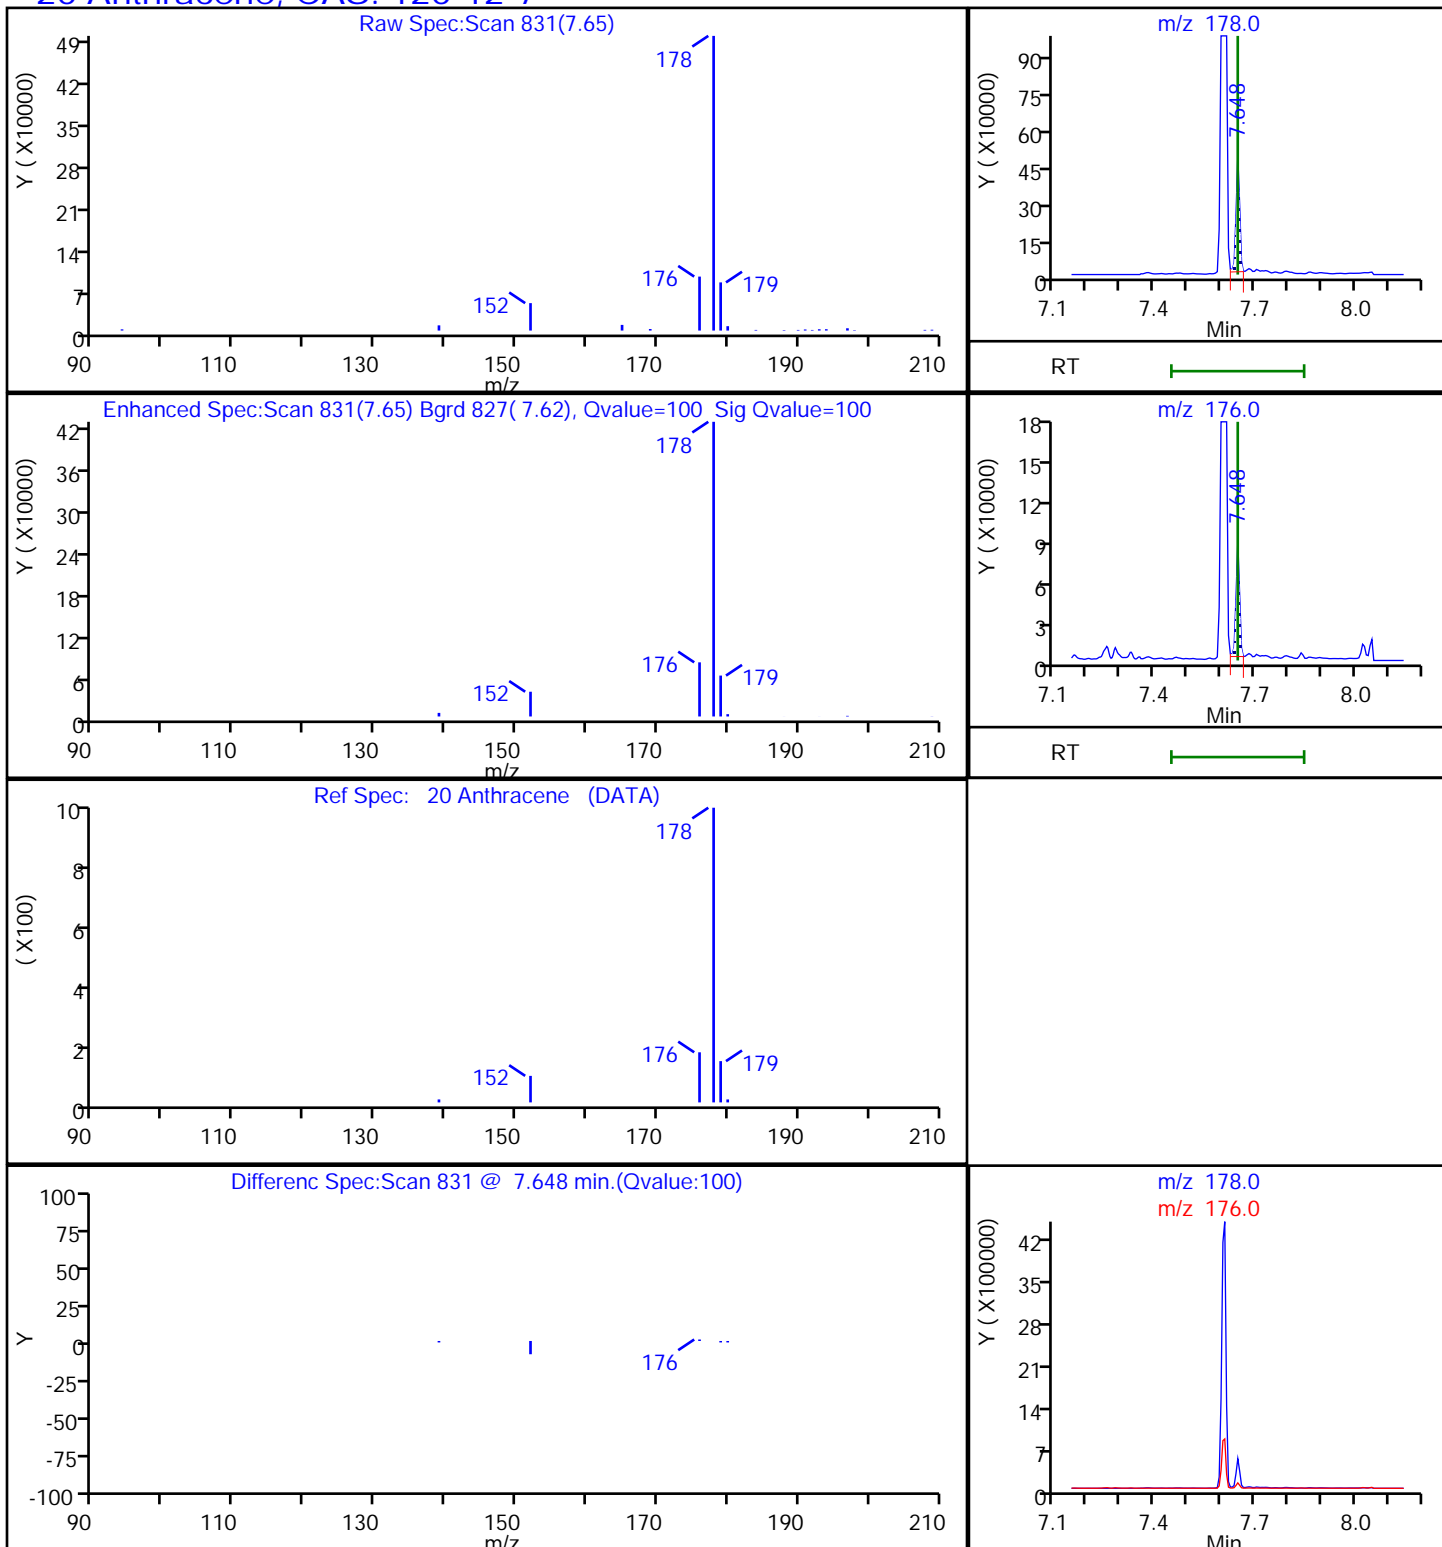 20 Anthracene, CAS: 120-12-7
Raw Spec:Scan 831(7.65)
Y ( X10000)
49
42
35
28
21
14
7
0
178
176
179
152
90 110 130 150 170 190 210
m/z
m/z 178.0
Y ( X10000)
90
75
60
45
30
15
0
7.648
7.1 7.4 7.7 8.0
Min
RT
Enhanced Spec:Scan 831(7.65) Bgrd 827( 7.62), Qvalue=100 Sig Qvalue=100
Y ( X10000)
42
36
30
24
18
12
6
0
178
176
179
152
90 110 130 150 170 190 210
m/z
m/z 176.0
Y ( X10000)
18
15
12
9
6
3
0
7.648
7.1 7.4 7.7 8.0
Min
RT
Ref Spec: 20 Anthracene (DATA)
( X100)
10
8
6
4
2
0
178
176
179
152
90 110 130 150 170 190 210
Differenc Spec:Scan 831 @ 7.648 min.(Qvalue:100)
Y
100
75
50
25
0
-25
-50
-75
-100
176
90 110 130 150 170 190 210
m/z
m/z 178.0
m/z 176.0
Y ( X100000)
42
35
28
21
14
7
0
7.1 7.4 7.7 8.0
Min